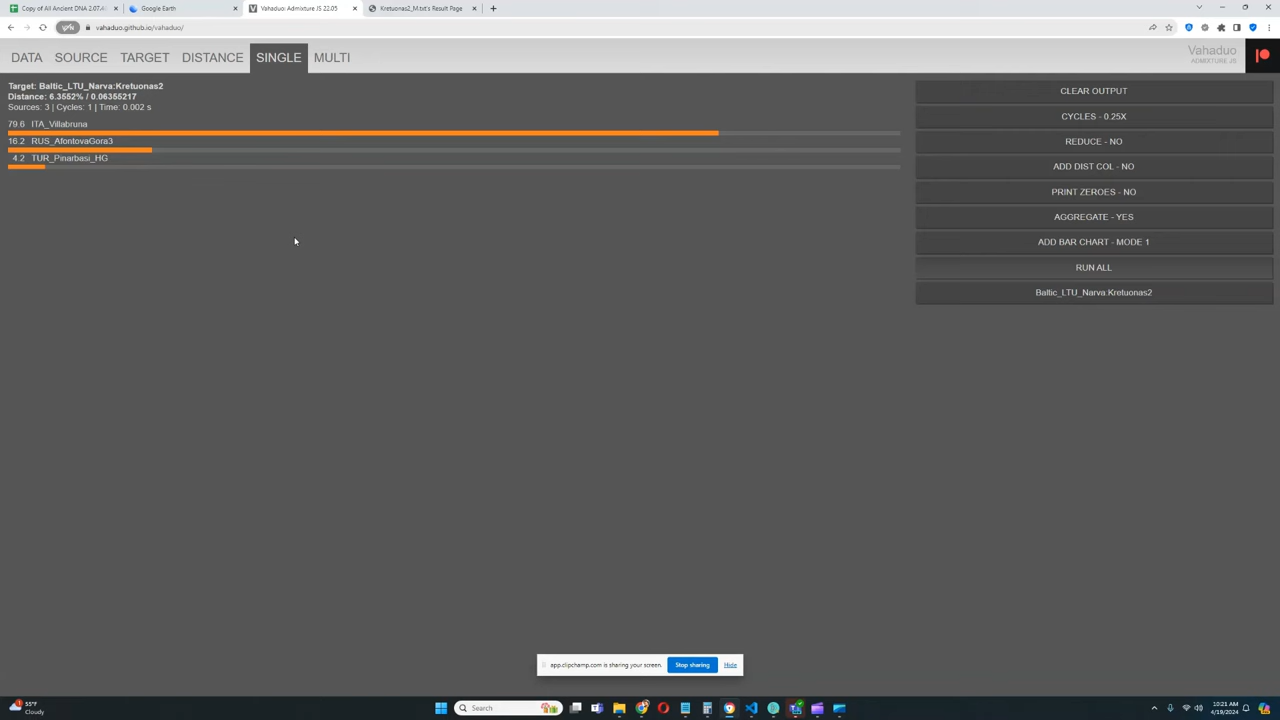 Copy of All Ancient DNA 2.07.4
Google Earth
Vahaduo: Admixture JS 22.05
Kretuonas2_M.txt's Result Page
vahaduo.github.io/vahaduo/
DATA SOURCE TARGET DISTANCE SINGLE MULTI
Vahaduo
ADMIXTURE JS
Target: Baltic_LTU_Narva:Kretuonas2
Distance: 6.3552% / 0.06355217
Sources: 3 | Cycles: 1 | Time: 0.002 s
79.6 ITA_Villabruna
16.2 RUS_AfontovaGora3
4.2 TUR_Pinarbasi_HG
CLEAR OUTPUT
CYCLES - 0.25X
REDUCE - NO
ADD DIST COL - NO
PRINT ZEROES - NO
AGGREGATE - YES
ADD BAR CHART - MODE 1
RUN ALL
Baltic_LTU_Narva:Kretuonas2
app.clipchamp.com is sharing your screen.
Stop sharing
Hide
55°F
Cloudy
Search
10:21 AM
4/19/2024